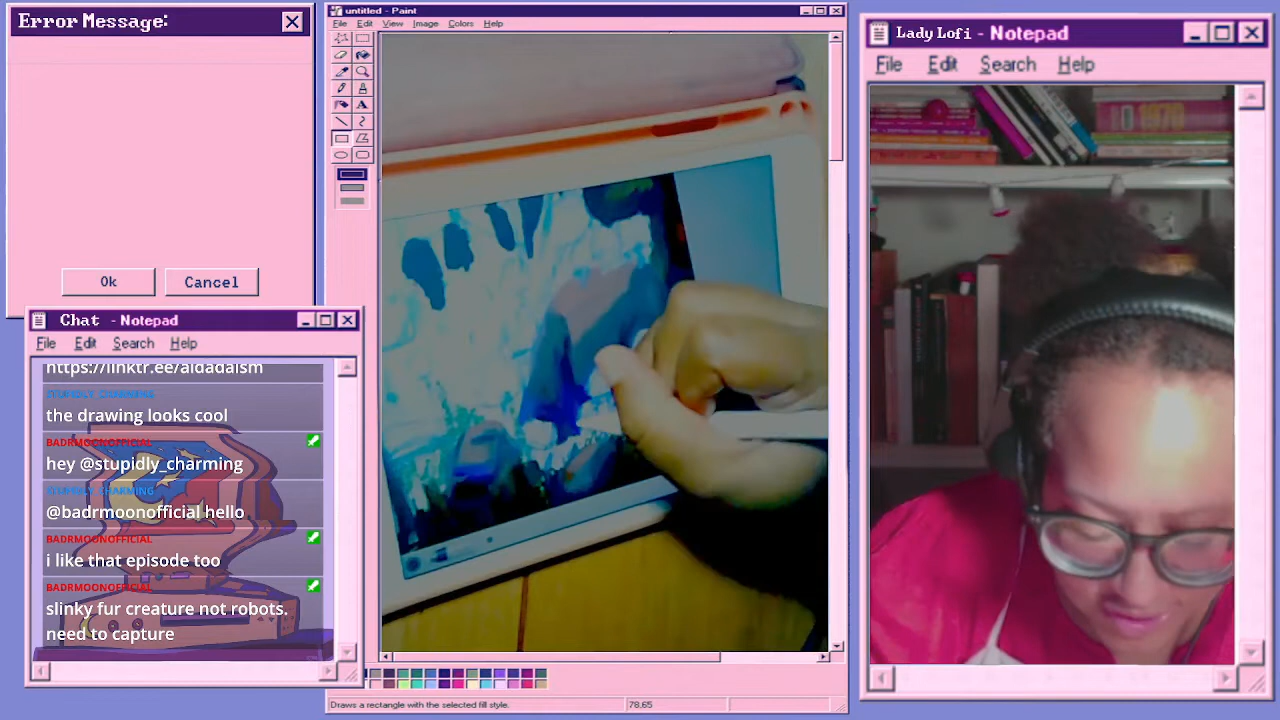 Error Message:
Ok
Cancel
Chat - Notepad
File Edit Search Help
https://linktr.ee/aidadaism
STUPIDLY_CHARMING
the drawing looks cool
BADRMOONOFFICIAL
hey @stupidly_charming
STUPIDLY_CHARMING
@badrmoonofficial hello
BADRMOONOFFICIAL
i like that episode too
BADRMOONOFFICIAL
slinky fur creature not robots.
need to capture
untitled - Paint
File Edit View Image Colors Help
A
Draws a rectangle with the selected fill style.
78,65
Lady Lofi - Notepad
File Edit Search Help
1970